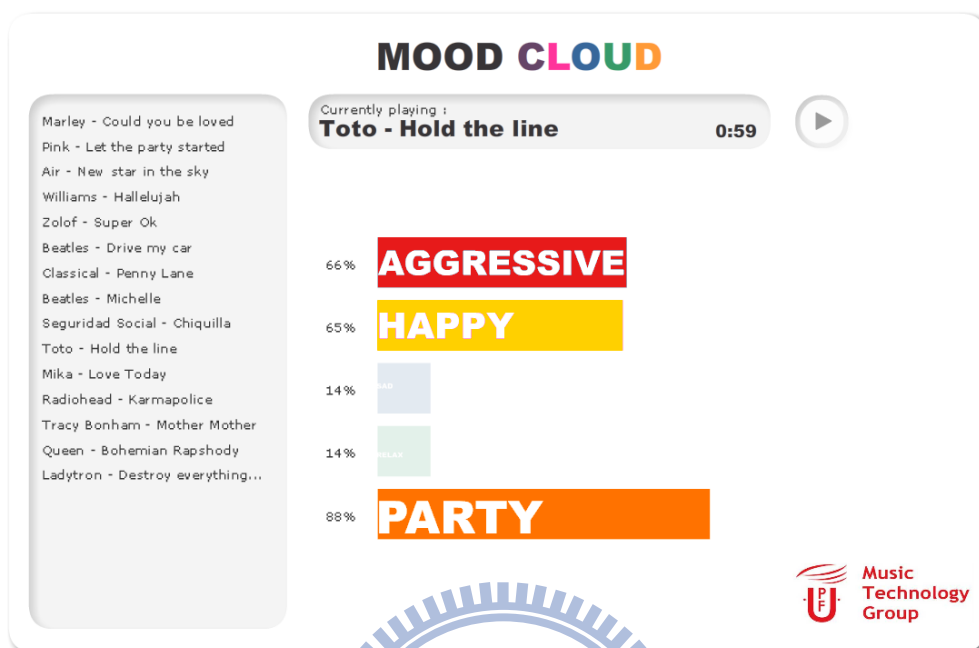 MOOD CLOUD
Marley - Could you be loved
Pink - Let the party started
Air - New star in the sky
Williams - Hallelujah
Zolof - Super Ok
Beatles - Drive my car
Classical - Penny Lane
Beatles - Michelle
Seguridad Social - Chiquilla
Toto - Hold the line
Mika - Love Today
Radiohead - Karmapolice
Tracy Bonham - Mother Mother
Queen - Bohemian Rapshody
Ladytron - Destroy everything...
Currently playing :
Toto - Hold the line 0:59
66% AGGRESSIVE
65% HAPPY
14% SAD
14% RELAX
88% PARTY
UPF
Music
Technology
Group